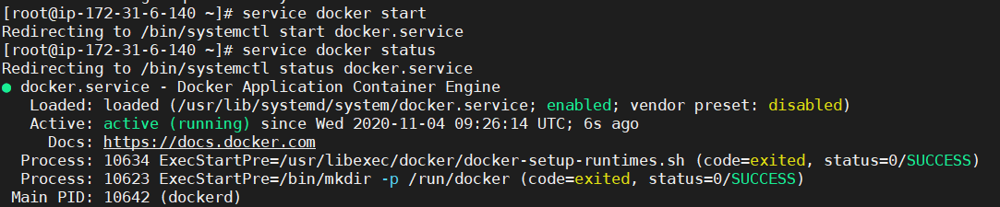 [root@ip-172-31-6-140 ~]# service docker start
Redirecting to /bin/systemctl start docker.service
[root@ip-172-31-6-140 ~]# service docker status
Redirecting to /bin/systemctl status docker.service
● docker.service - Docker Application Container Engine
Loaded: loaded (/usr/lib/systemd/system/docker.service; enabled; vendor preset: disabled)
Active: active (running) since Wed 2020-11-04 09:26:14 UTC; 6s ago
Docs: https://docs.docker.com
Process: 10634 ExecStartPre=/usr/libexec/docker/docker-setup-runtimes.sh (code=exited, status=0/SUCCESS)
Process: 10623 ExecStartPre=/bin/mkdir -p /run/docker (code=exited, status=0/SUCCESS)
Main PID: 10642 (dockerd)